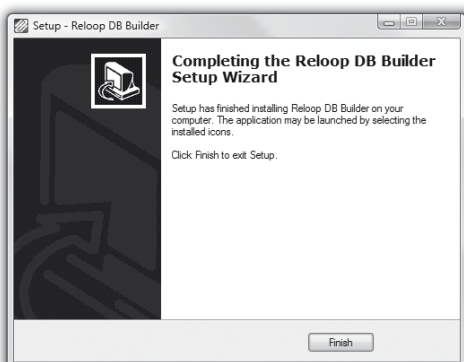 Setup - Reloop DB Builder
Completing the Reloop DB Builder
Setup Wizard
Setup has finished installing Reloop DB Builder on your
computer. The application may be launched by selecting the
installed icons.
Click Finish to exit Setup.
Finish